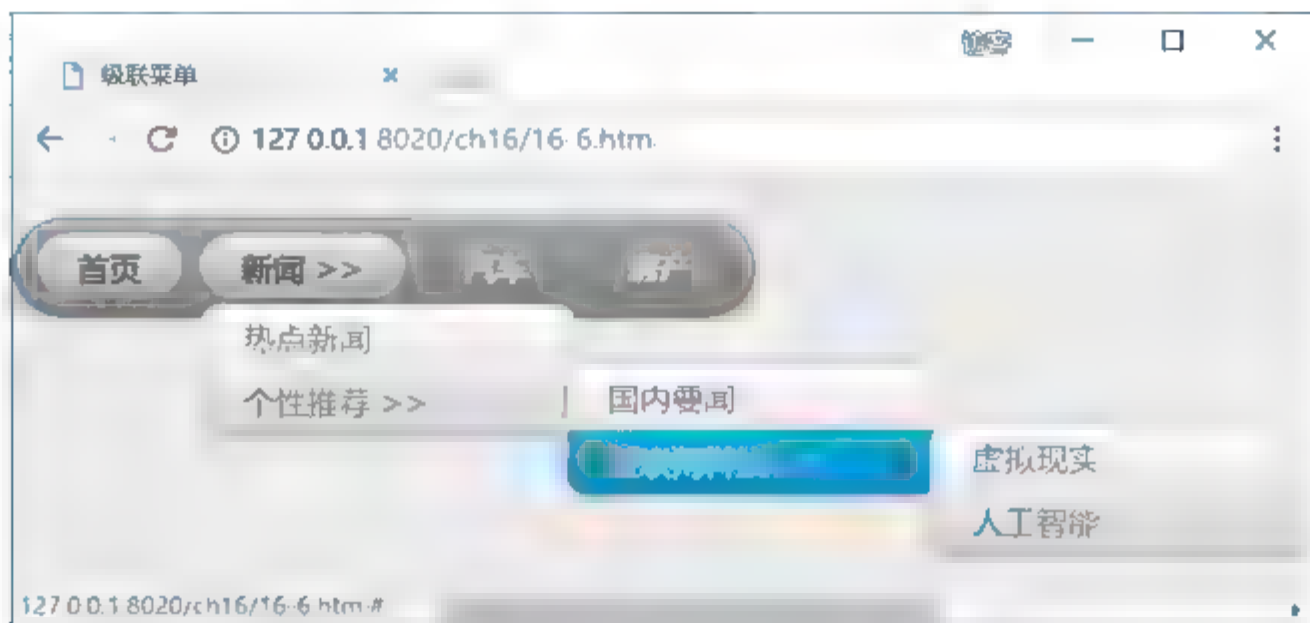 级联菜单
127.0.0.1:8020/ch16/16-6.htm
首页 新闻 >>
热点新闻
个性推荐 >> 国内要闻
虚拟现实
人工智能
127.0.0.1:8020/ch16/16-6.htm #